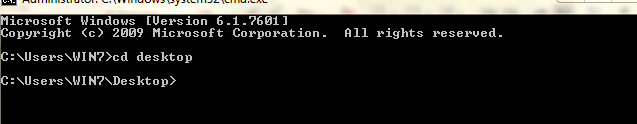 Administrator: C:\Windows\system32\cmd.exe
Microsoft Windows [Version 6.1.7601]
Copyright (c) 2009 Microsoft Corporation.  All rights reserved.
C:\Users\WIN7>cd desktop
C:\Users\WIN7\Desktop>